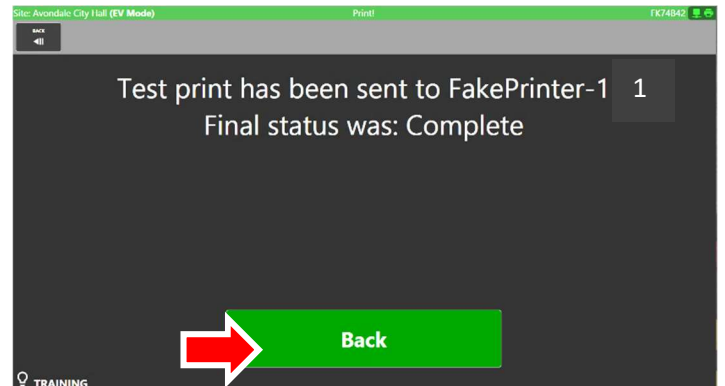 Site: Avondale City Hall (EV Mode)
Print!
TK74B42
BACK
Test print has been sent to FakePrinter-1 1
Final status was: Complete
Back
TRAINING